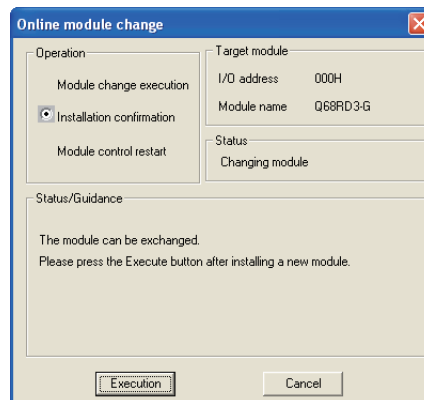 Online module change
Operation
Module change execution
Installation confirmation
Module control restart
Target module
I/O address 000H
Module name Q68RD3-G
Status
Changing module
Status/Guidance
The module can be exchanged.
Please press the Execute button after installing a new module.
Execution Cancel